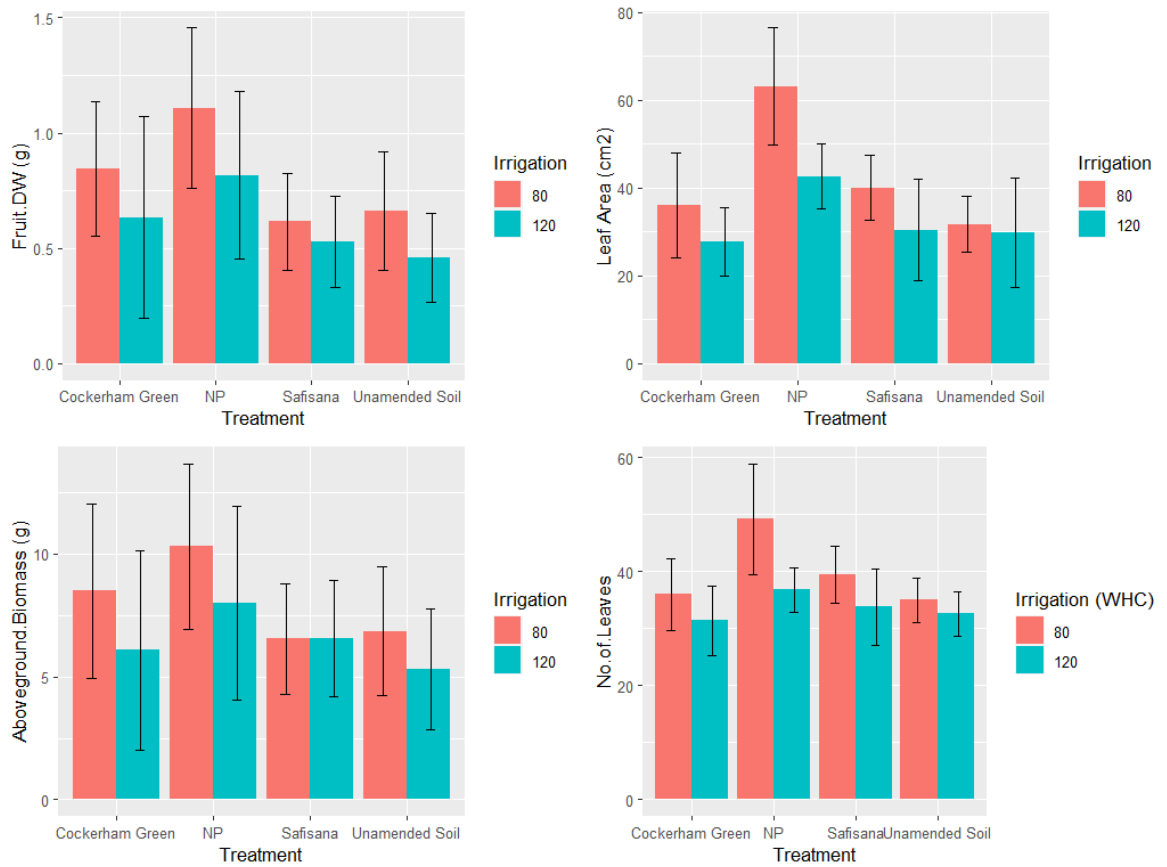 Fruit.DW (g)
1.5
1.0
0.5
0.0
Cockerham Green NP Safisana Unamended Soil
Treatment
Irrigation
80
120
Leaf Area (cm2)
80
60
40
20
0
Cockerham Green NP Safisana Unamended Soil
Treatment
Irrigation
80
120
Aboveground.Biomass (g)
10
5
0
Cockerham Green NP Safisana Unamended Soil
Treatment
Irrigation
80
120
No.of.Leaves
60
40
20
0
Cockerham Green NP Safisana Unamended Soil
Treatment
Irrigation (WHC)
80
120